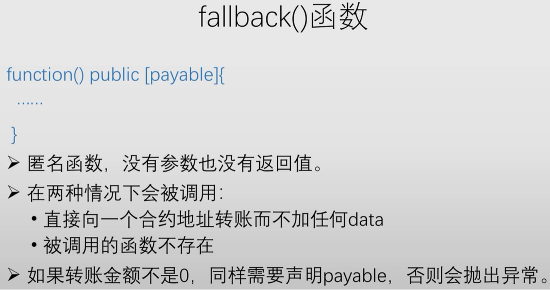 fallback()函数
function() public [payable]{
……
}
➢ 匿名函数，没有参数也没有返回值。
➢ 在两种情况下会被调用：
• 直接向一个合约地址转账而不加任何data
• 被调用的函数不存在
➢ 如果转账金额不是0，同样需要声明payable，否则会抛出异常。